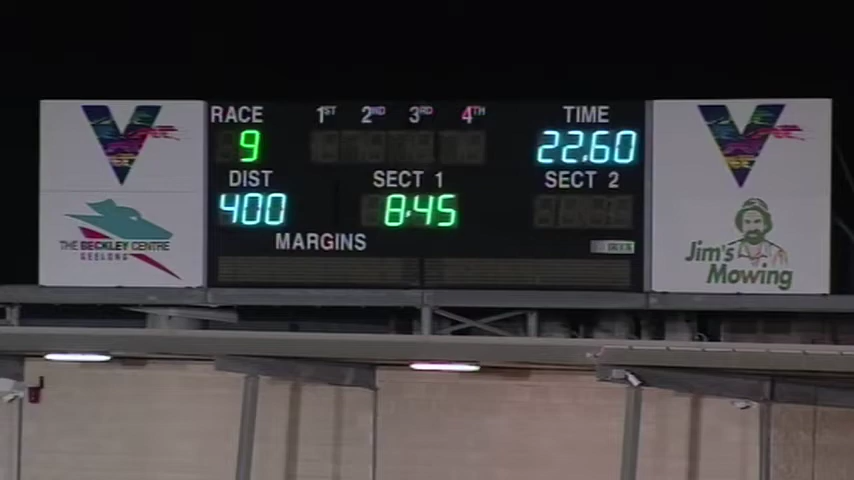 RACE 1ST 2ND 3RD 4TH TIME
9 22.60
DIST SECT 1 SECT 2
400 8.45
MARGINS
THE BECKLEY CENTRE
GEELONG
Jim's
Mowing